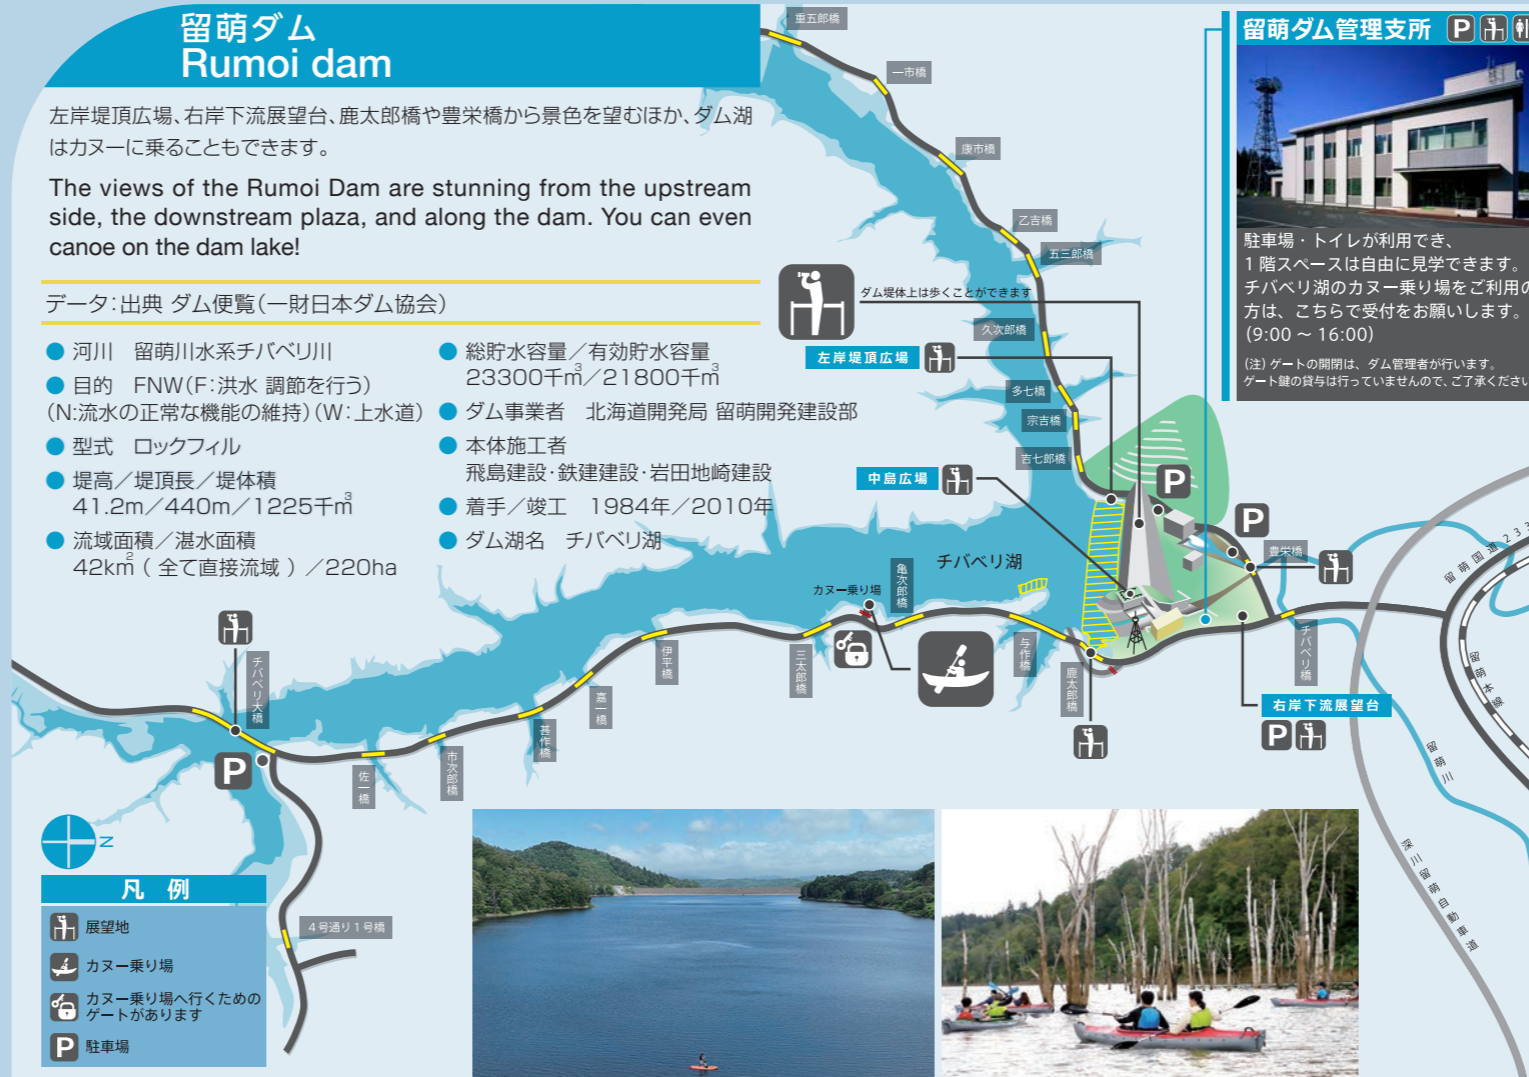 留萌ダム
Rumoi dam
左岸堤頂広場、右岸下流展望台、鹿太郎橋や豊栄橋から景色を望むほか、ダム湖
はカヌーに乗ることもできます。
The views of the Rumoi Dam are stunning from the upstream
side, the downstream plaza, and along the dam. You can even
canoe on the dam lake!
データ：出典 ダム便覧（一財日本ダム協会）
● 河川　留萌川水系チバベリ川
● 目的　FNW（F：洪水 調節を行う）
（N:流水の正常な機能の維持）（W：上水道）
● 型式　ロックフィル
● 堤高／堤頂長／堤体積
41.2m／440m／1225千m³
● 流域面積／湛水面積
42km²（ 全て直接流域 ）／220ha
● 総貯水容量／有効貯水容量
23300千m³／21800千m³
● ダム事業者　北海道開発局 留萌開発建設部
● 本体施工者
飛島建設・鉄建建設・岩田地崎建設
● 着手／竣工　1984年／2010年
● ダム湖名　チバベリ湖
重五郎橋
一市橋
康市橋
乙吉橋
五三郎橋
ダム堤体上は歩くことができます
久次郎橋
左岸堤頂広場
多七橋
宗吉橋
吉七郎橋
中島広場
P
P
豊栄橋
チバベリ湖
カヌー乗り場
亀次郎橋
与作橋
鹿太郎橋
チバベリ橋
三太郎橋
伊平橋
嘉一橋
甚作橋
市次郎橋
佐一橋
チバベリ大橋
P
4号通り1号橋
右岸下流展望台
P
留萌国道233
留萌本線
留萌川
深川留萌自動車道
留萌ダム管理支所 P
駐車場・トイレが利用でき、
1階スペースは自由に見学できます。
チバベリ湖のカヌー乗り場をご利用の
方は、こちらで受付をお願いします。
(9:00 ～ 16:00)
(注) ゲートの開閉は、ダム管理者が行います。
ゲート鍵の貸与は行っていませんので、ご了承ください
N
凡 例
展望地
カヌー乗り場
カヌー乗り場へ行くための
ゲートがあります
P 駐車場